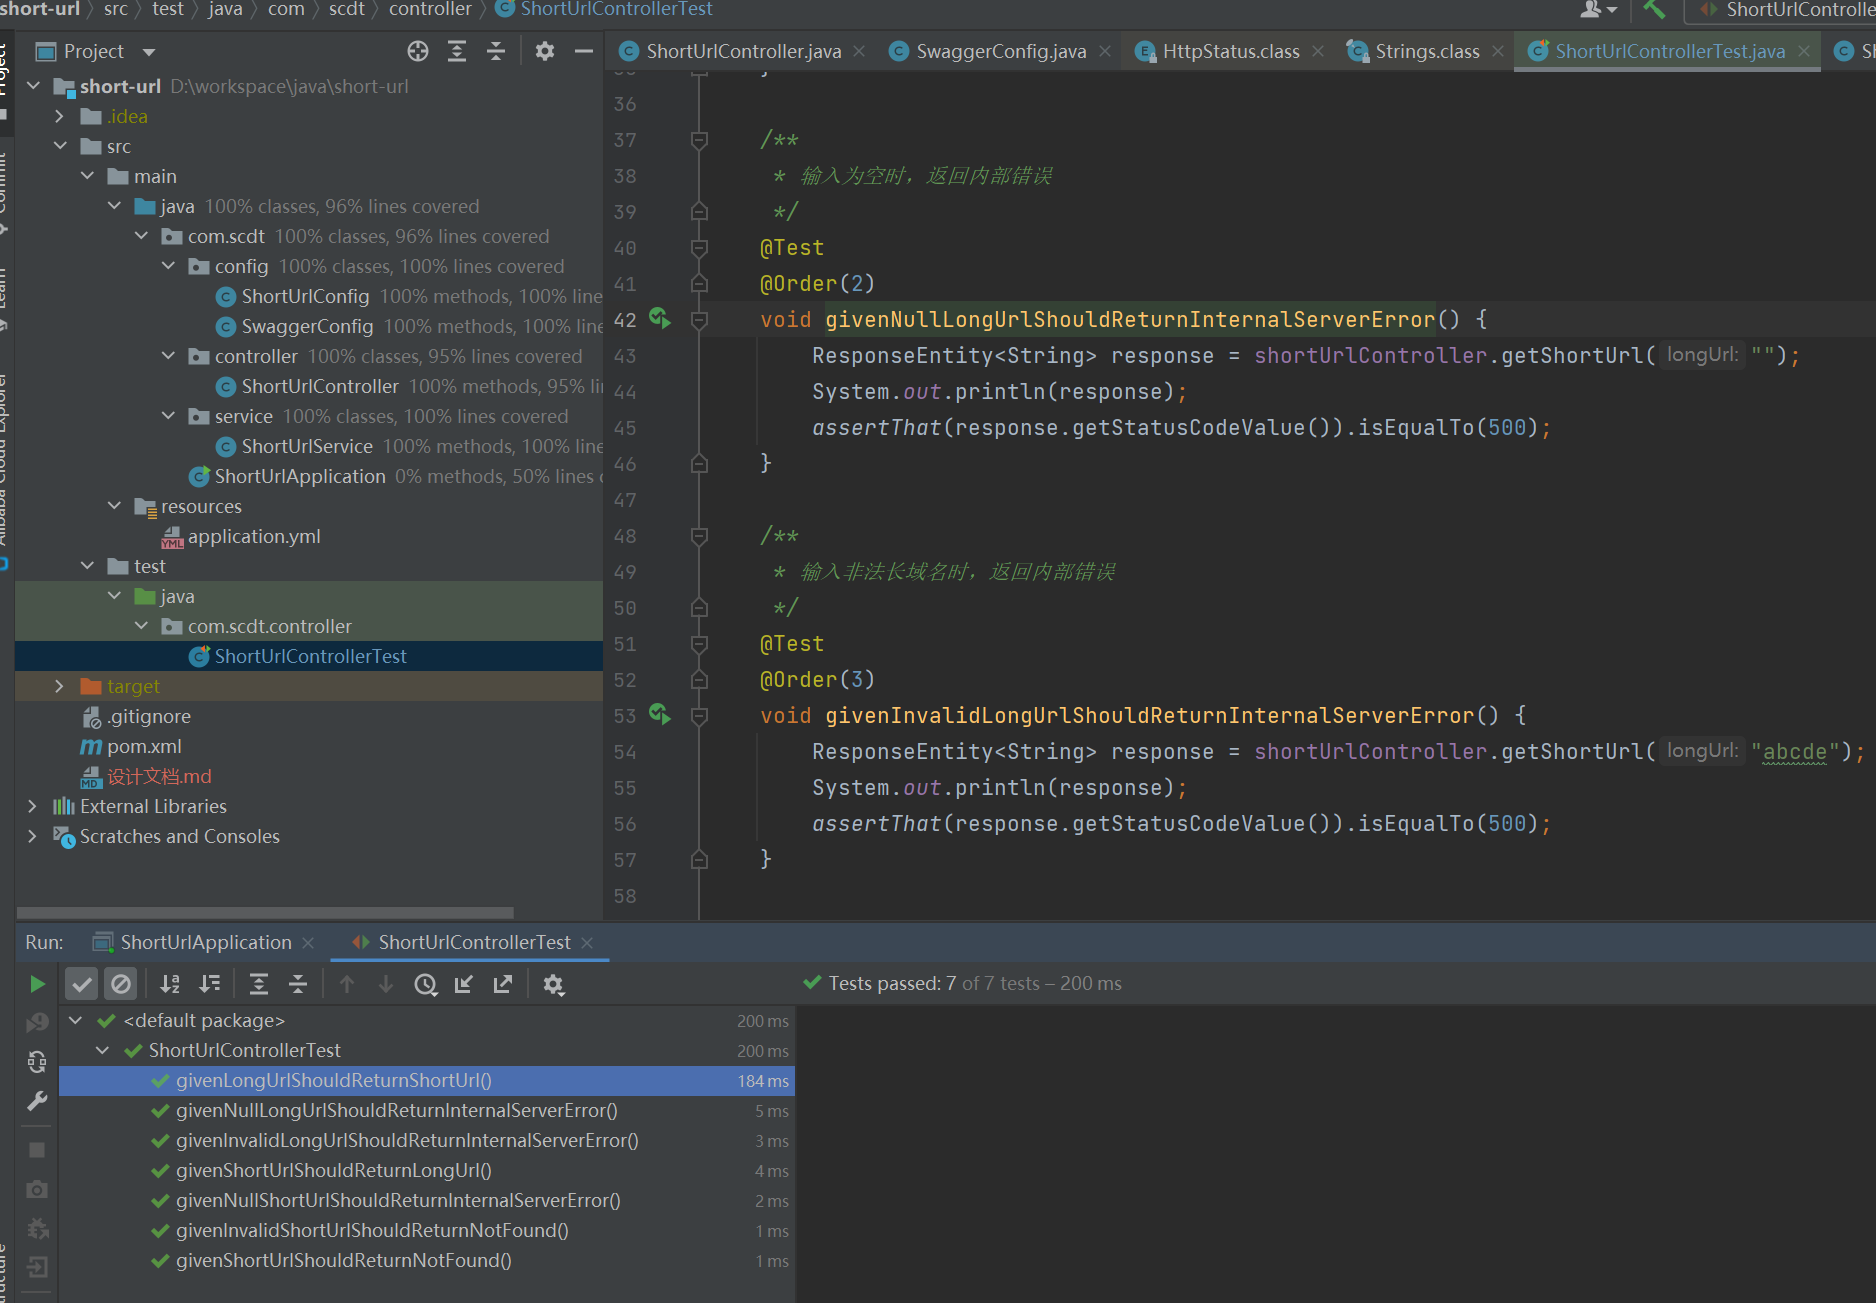 short-url 〉 src 〉 test 〉 java 〉 com 〉 scdt 〉 controller 〉 ShortUrlControllerTest
ShortUrlControlle
Project
ShortUrlController.java
SwaggerConfig.java
HttpStatus.class
Strings.class
ShortUrlControllerTest.java
short-url D:\workspace\java\short-url
.idea
src
main
java 100% classes, 96% lines covered
com.scdt 100% classes, 96% lines covered
config 100% classes, 100% lines covered
ShortUrlConfig 100% methods, 100% line
SwaggerConfig 100% methods, 100% line
controller 100% classes, 95% lines covered
ShortUrlController 100% methods, 95% li
service 100% classes, 100% lines covered
ShortUrlService 100% methods, 100% line
ShortUrlApplication 0% methods, 50% lines c
resources
application.yml
test
java
com.scdt.controller
ShortUrlControllerTest
target
.gitignore
pom.xml
设计文档.md
External Libraries
Scratches and Consoles
36
37 /**
38 * 输入为空时，返回内部错误
39 */
40 @Test
41 @Order(2)
42 void givenNullLongUrlShouldReturnInternalServerError() {
43 ResponseEntity<String> response = shortUrlController.getShortUrl( longUrl: "");
44 System.out.println(response);
45 assertThat(response.getStatusCodeValue()).isEqualTo(500);
46 }
47
48 /**
49 * 输入非法长域名时，返回内部错误
50 */
51 @Test
52 @Order(3)
53 void givenInvalidLongUrlShouldReturnInternalServerError() {
54 ResponseEntity<String> response = shortUrlController.getShortUrl( longUrl: "abcde");
55 System.out.println(response);
56 assertThat(response.getStatusCodeValue()).isEqualTo(500);
57 }
58
Run: ShortUrlApplication ShortUrlControllerTest
Tests passed: 7 of 7 tests – 200 ms
<default package> 200 ms
ShortUrlControllerTest 200 ms
givenLongUrlShouldReturnShortUrl() 184 ms
givenNullLongUrlShouldReturnInternalServerError() 5 ms
givenInvalidLongUrlShouldReturnInternalServerError() 3 ms
givenShortUrlShouldReturnLongUrl() 4 ms
givenNullShortUrlShouldReturnInternalServerError() 2 ms
givenInvalidShortUrlShouldReturnNotFound() 1 ms
givenShortUrlShouldReturnNotFound() 1 ms